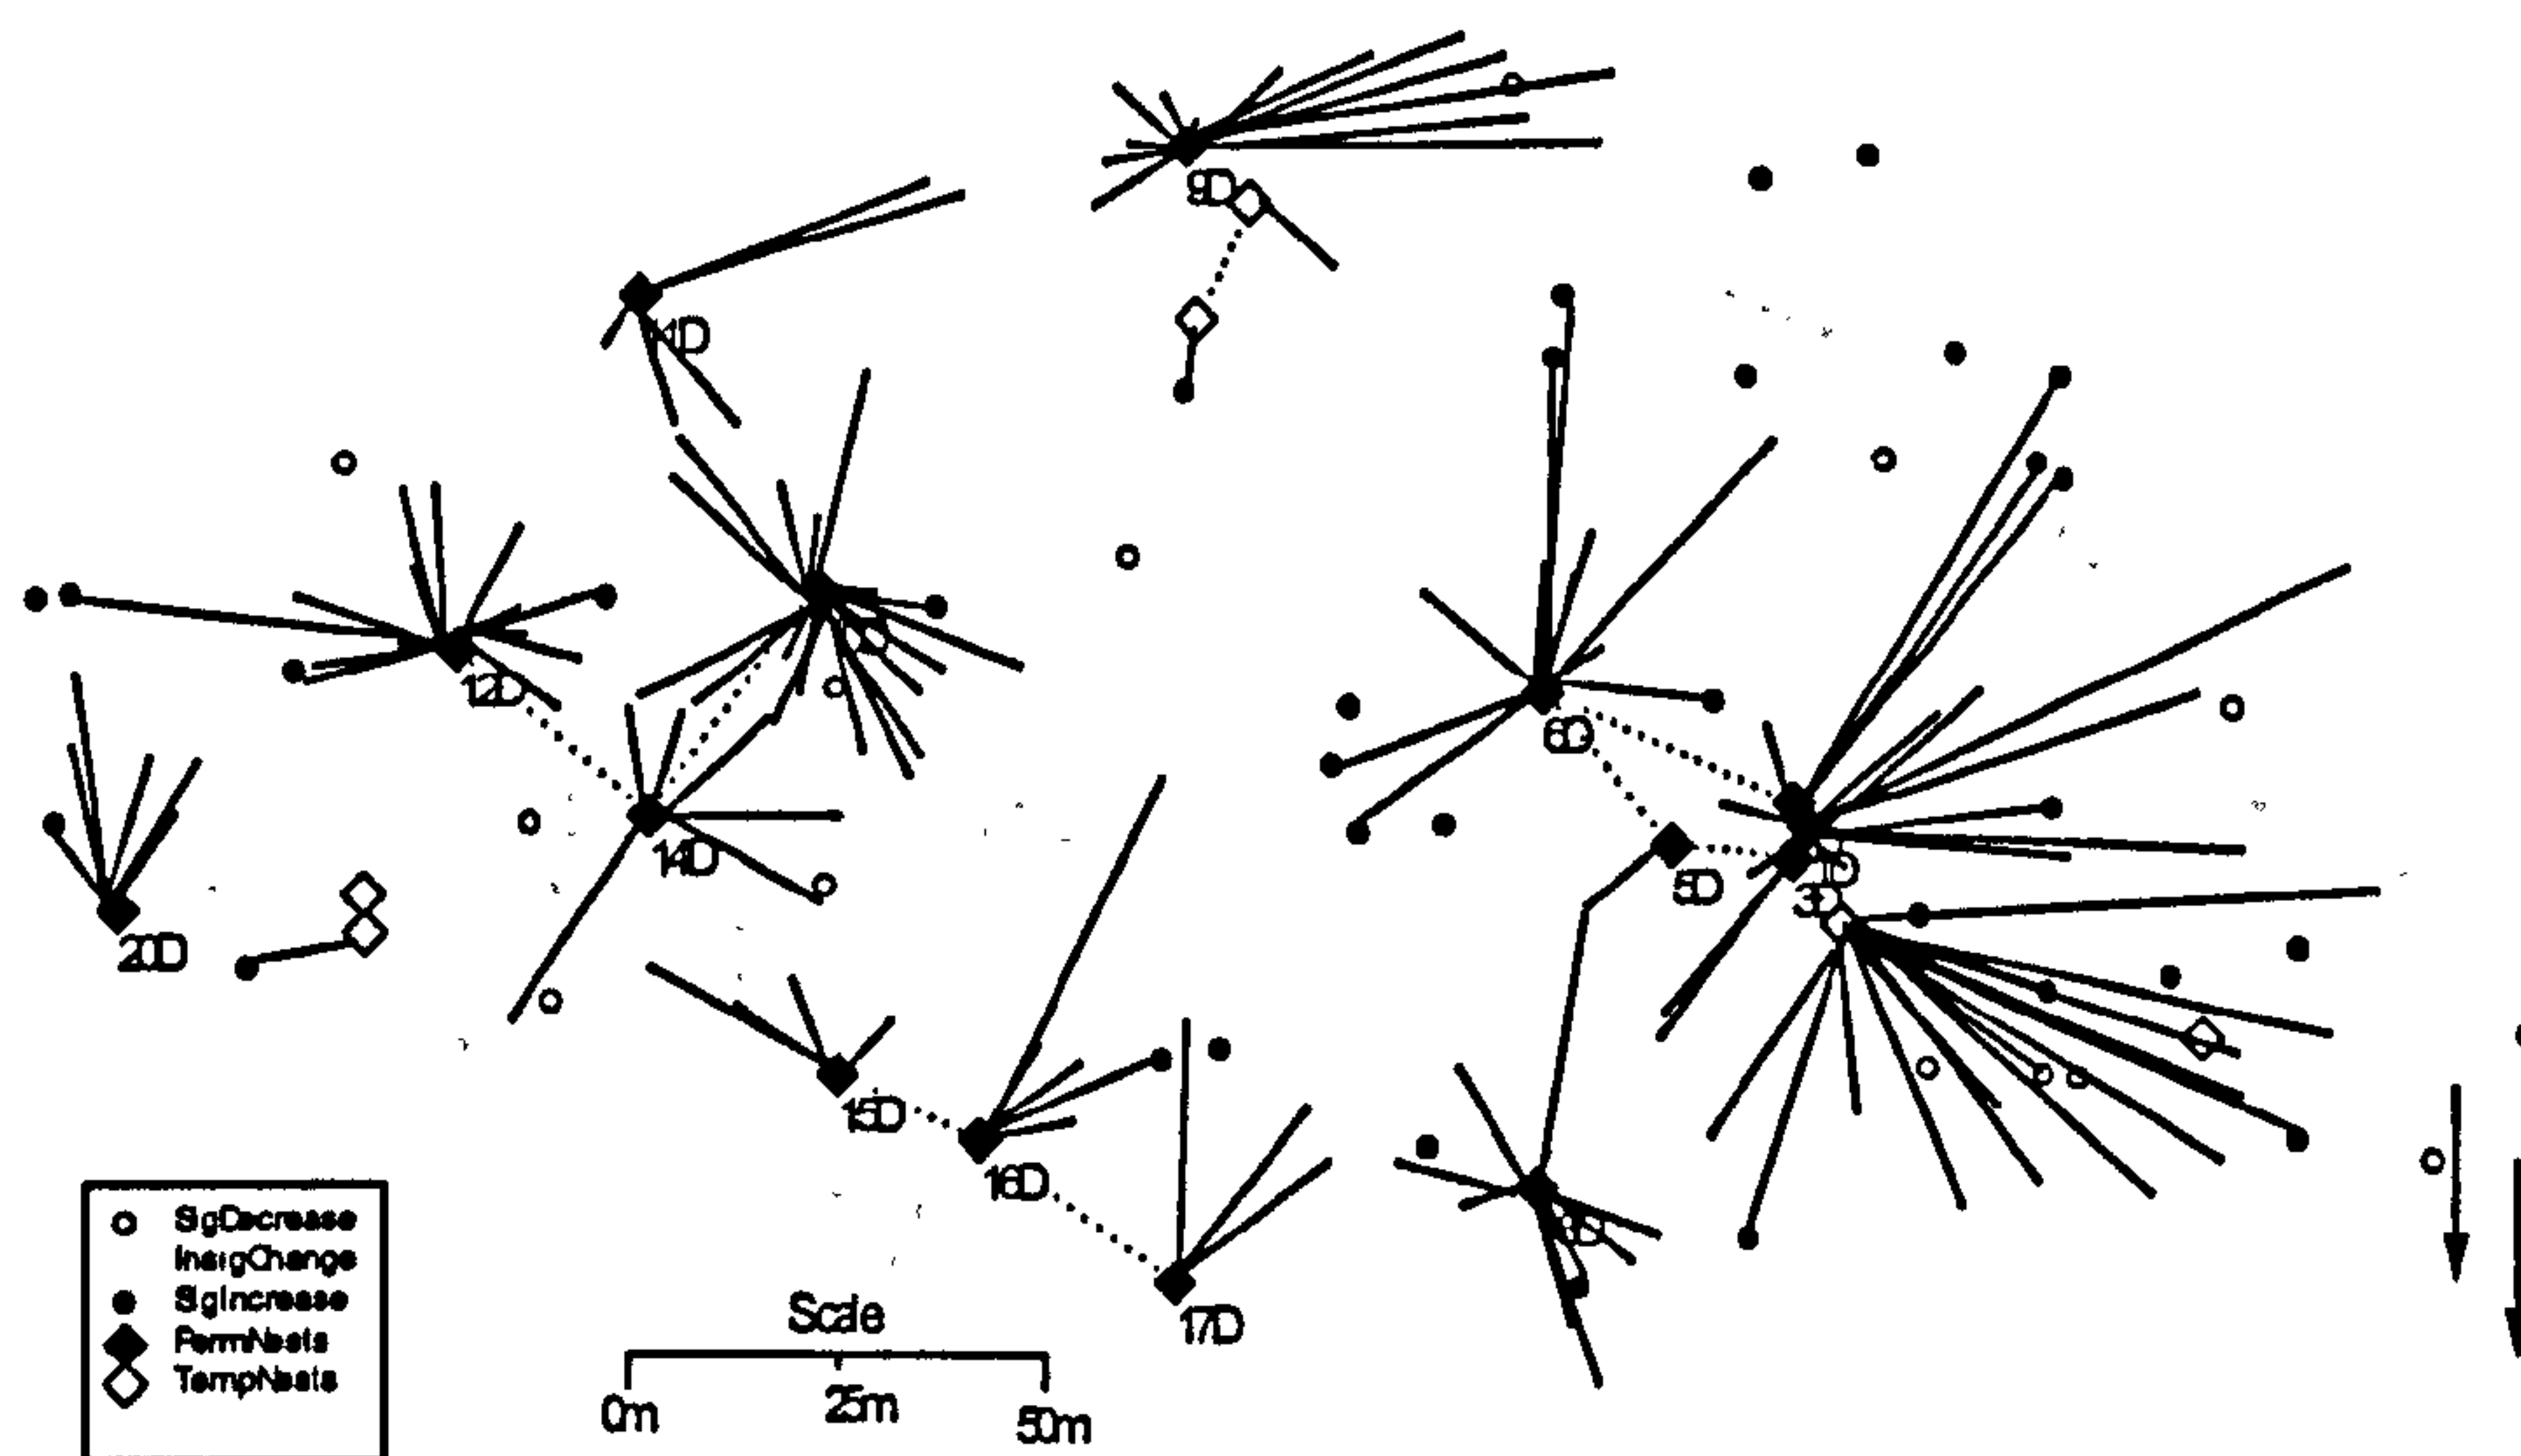 9D
11D
12D
6D
14D
5D
1D
3D
20D
15D
16D
17D
SigDecrease
InsigChange
SigIncrease
PermNests
TempNests
Scale
0m
25m
50m